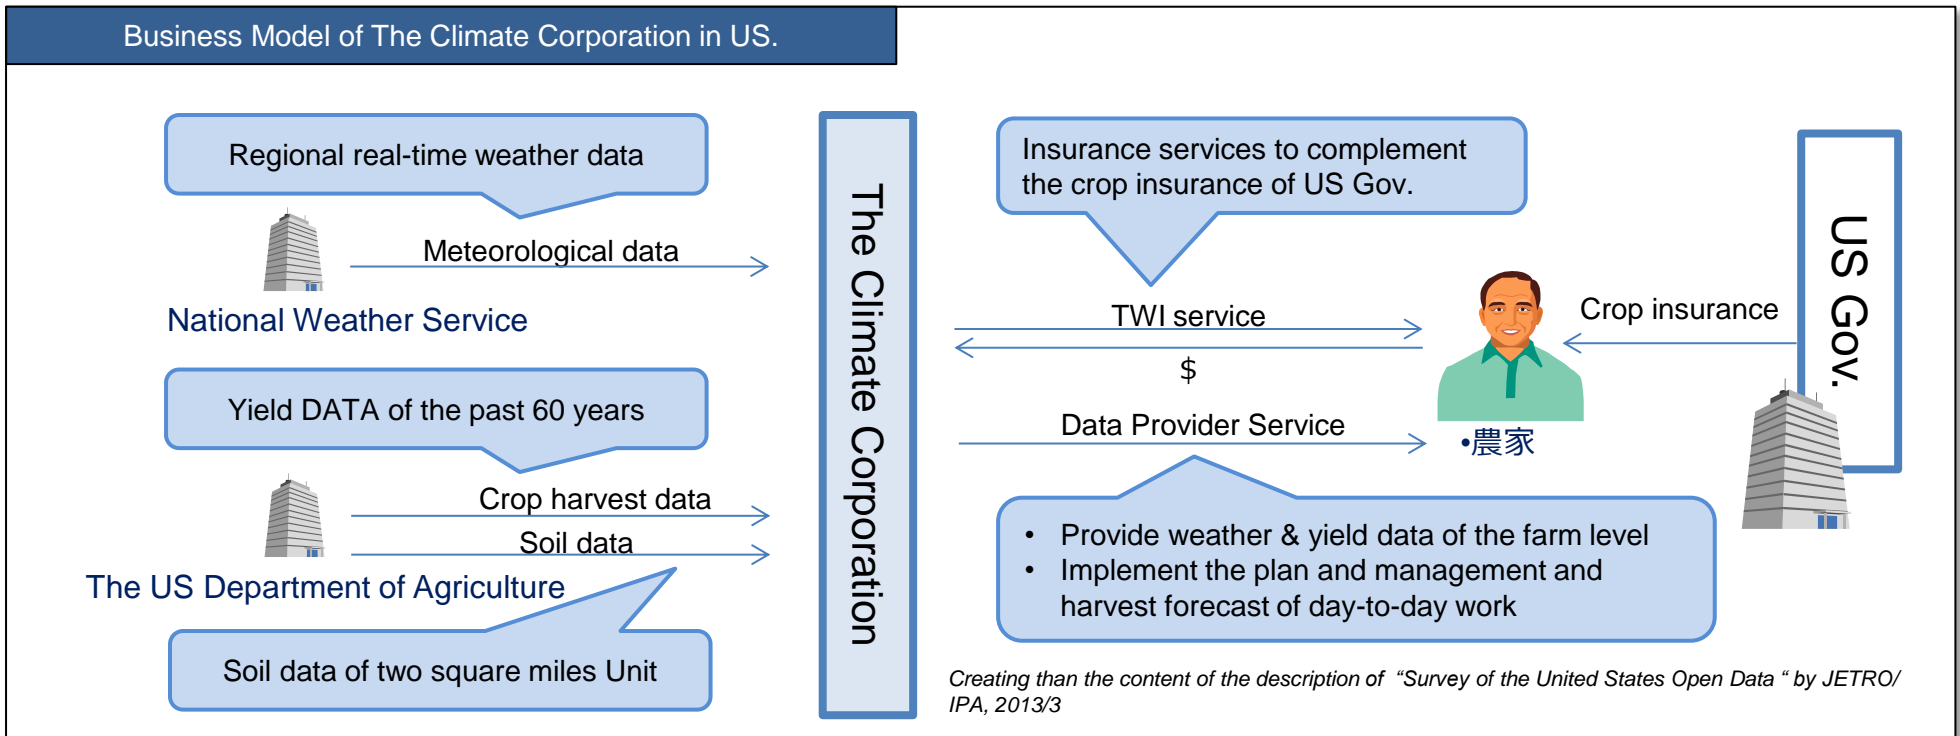 Business Model of The Climate Corporation in US.
Regional real-time weather data
Meteorological data
National Weather Service
Yield DATA of the past 60 years
Crop harvest data
Soil data
The US Department of Agriculture
Soil data of two square miles Unit
The Climate Corporation
Insurance services to complement
the crop insurance of US Gov.
TWI service
$
Data Provider Service
•農家
Crop insurance
US Gov.
• Provide weather & yield data of the farm level
• Implement the plan and management and
harvest forecast of day-to-day work
Creating than the content of the description of “Survey of the United States Open Data “ by JETRO/
IPA, 2013/3